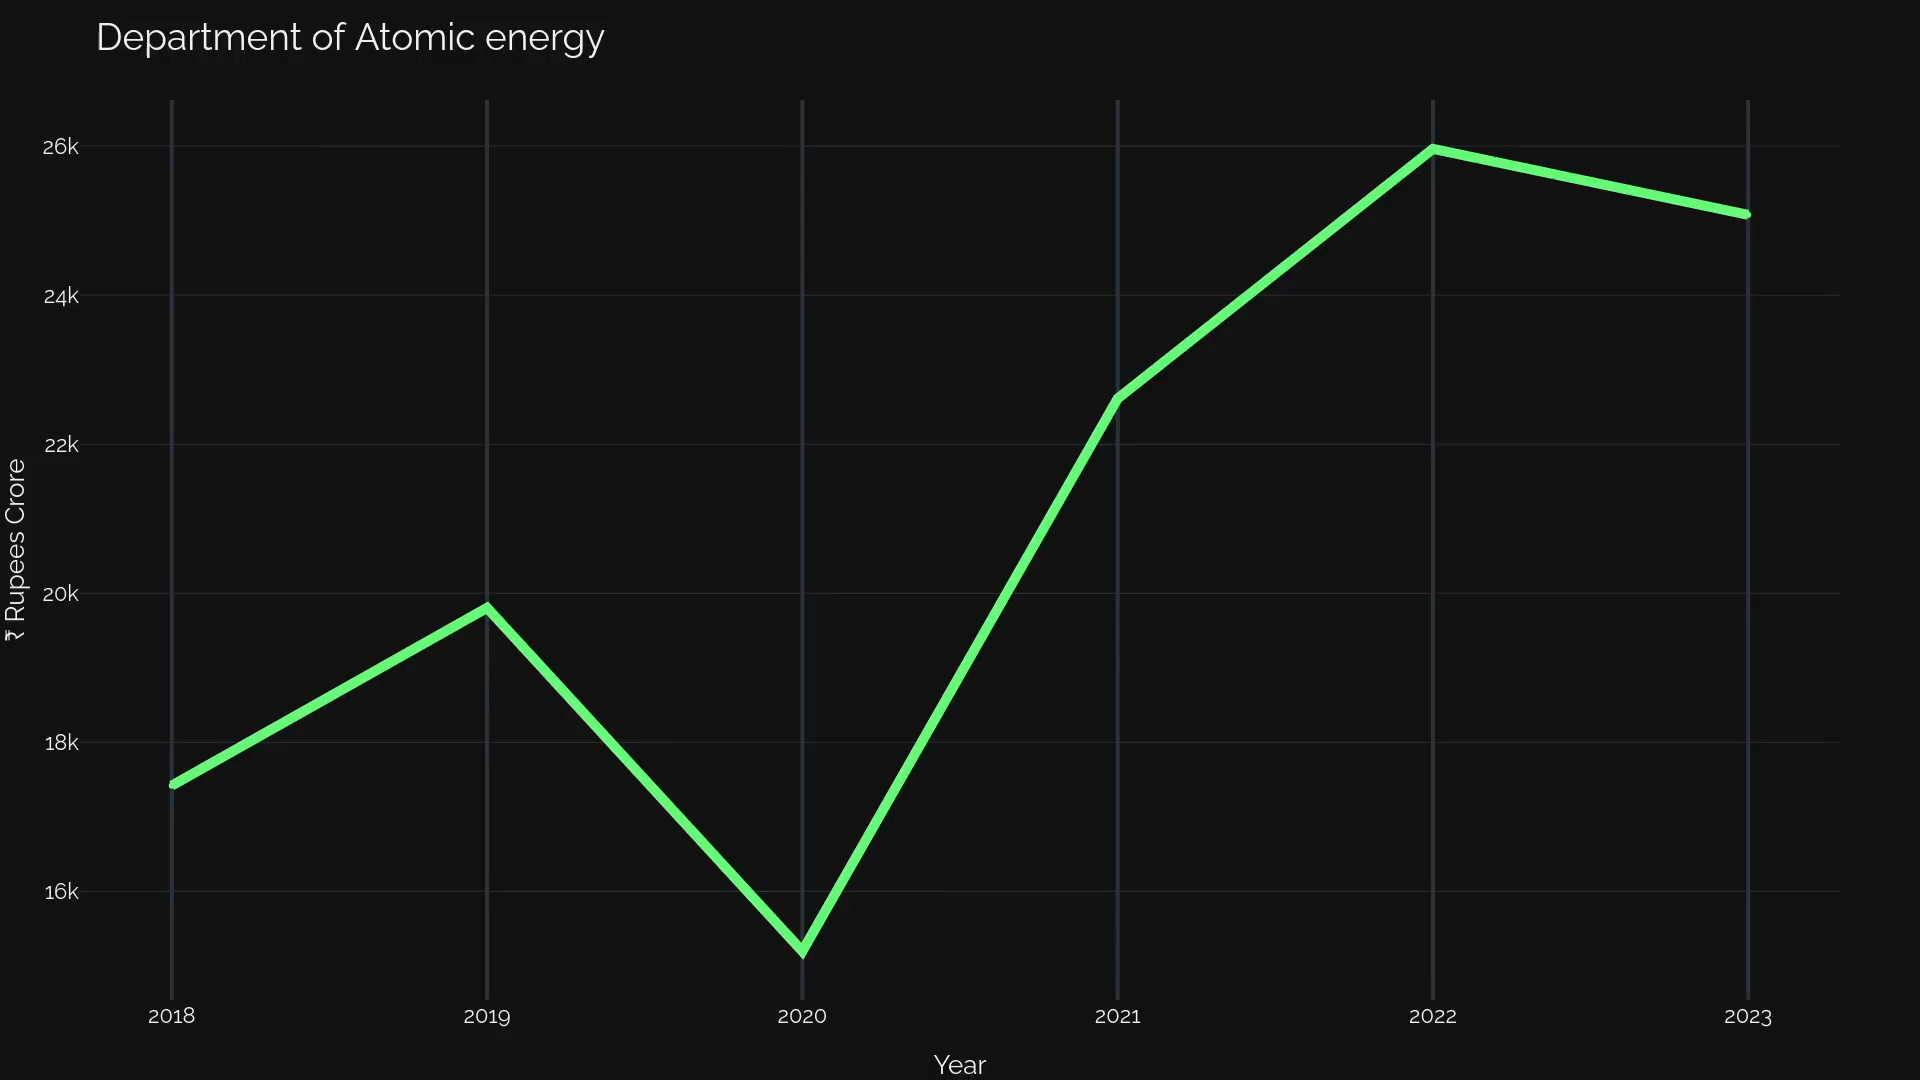 Department of Atomic energy
26k
24k
22k
20k
18k
16k
₹ Rupees Crore
2018 2019 2020 2021 2022 2023
Year